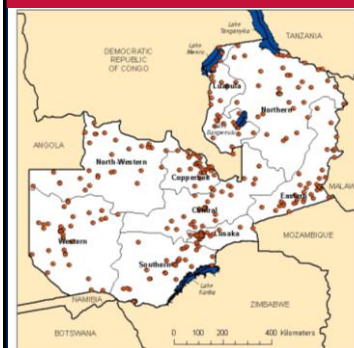 Lake
Tanganyika
TANZANIA
DEMOCRATIC
REPUBLIC
OF CONGO
Lake
Mweru
Luapula
Northern
Bangweulu
ANGOLA
North-Western
Copperbelt
MALAWI
Eastern
Central
Western
Lusaka
MOZAMBIQUE
Southern
Lake
Kariba
NAMIBIA
ZIMBABWE
BOTSWANA
0 100 200 400 Kilometers